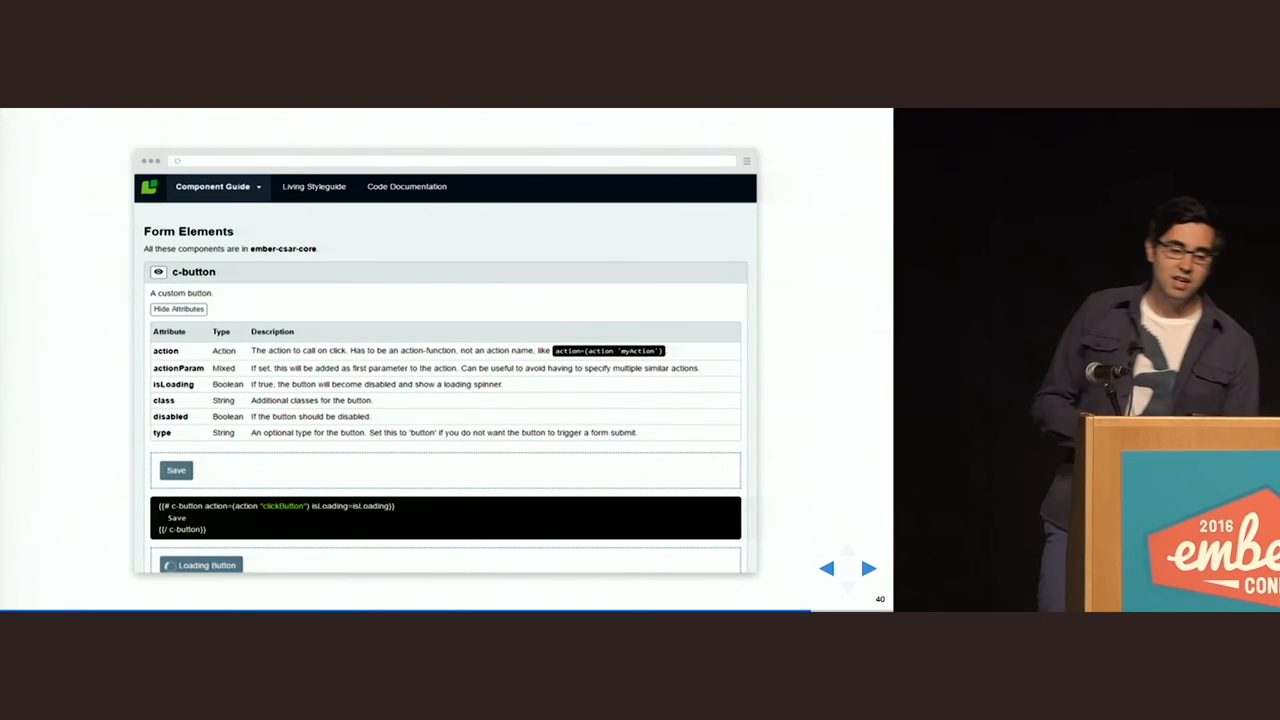 Component Guide Living Styleguide Code Documentation
Form Elements
All these components are in ember-csar-core.
c-button
A custom button.
Hide Attributes
Attribute Type Description
action Action The action to call on click. Has to be an action-function, not an action name, like action=(action 'myAction')
actionParam Mixed If set, this will be added as first parameter to the action. Can be useful to avoid having to specify multiple similar actions.
isLoading Boolean If true, the button will become disabled and show a loading spinner.
class String Additional classes for the button.
disabled Boolean If the button should be disabled.
type String An optional type for the button. Set this to 'button' if you do not want the button to trigger a form submit.
Save
{{# c-button action=(action "clickButton") isLoading=isLoading}}
Save
{{/ c-button}}
Loading Button
40
2016
embe
CON